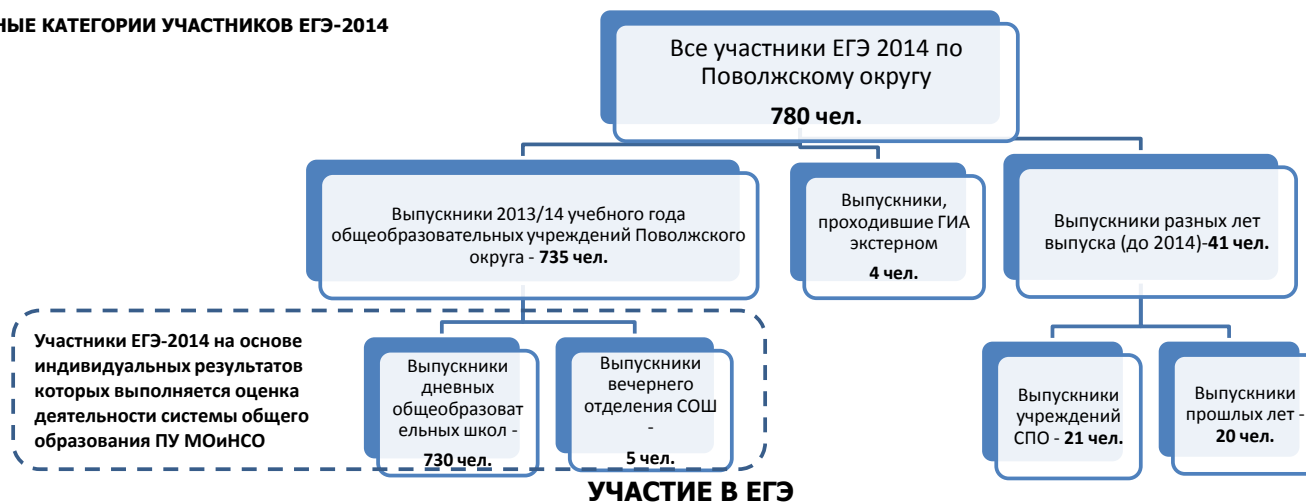 НЫЕ КАТЕГОРИИ УЧАСТНИКОВ ЕГЭ-2014
Все участники ЕГЭ 2014 по
Поволжскому округу
780 чел.
Выпускники 2013/14 учебного года
общеобразовательных учреждений Поволжского
округа - 735 чел.
Выпускники,
проходившие ГИА
экстерном
4 чел.
Выпускники разных лет
выпуска (до 2014)-41 чел.
Участники ЕГЭ-2014 на основе
индивидуальных результатов
которых выполняется оценка
деятельности системы общего
образования ПУ МОиНСО
Выпускники
дневных
общеобразоват
ельных школ -
730 чел.
Выпускники
вечернего
отделения СОШ
-
5 чел.
Выпускники
учреждений
СПО - 21 чел.
Выпускники
прошлых лет -
20 чел.
УЧАСТИЕ В ЕГЭ